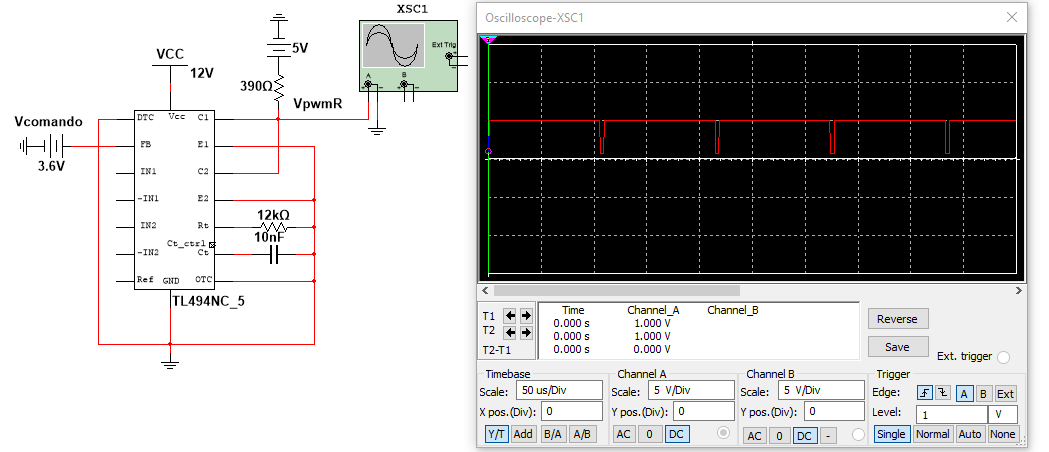 XSC1
Ext Trig
+
-
A
B
+ - + -
5V
VCC
12V
390Ω
VpwmR
Vcomando
3.6V
DTC Vcc C1
FB E1
IN1 C2
-IN1 E2
IN2 Rt
Ct_ctrl
-IN2 Ct
Ref GND OTC
12kΩ
10nF
TL494NC_5
Oscilloscope-XSC1
Time Channel_A Channel_B
T1 0.000 s 1.000 V
T2 0.000 s 1.000 V
T2-T1 0.000 s 0.000 V
Reverse
Save
Ext. trigger
Timebase
Scale: 50 us/Div
X pos.(Div): 0
Y/T Add B/A A/B
Channel A
Scale: 5 V/Div
Y pos.(Div): 0
AC 0 DC
Channel B
Scale: 5 V/Div
Y pos.(Div): 0
AC 0 DC -
Trigger
Edge: A B Ext
Level: 1 V
Single Normal Auto None